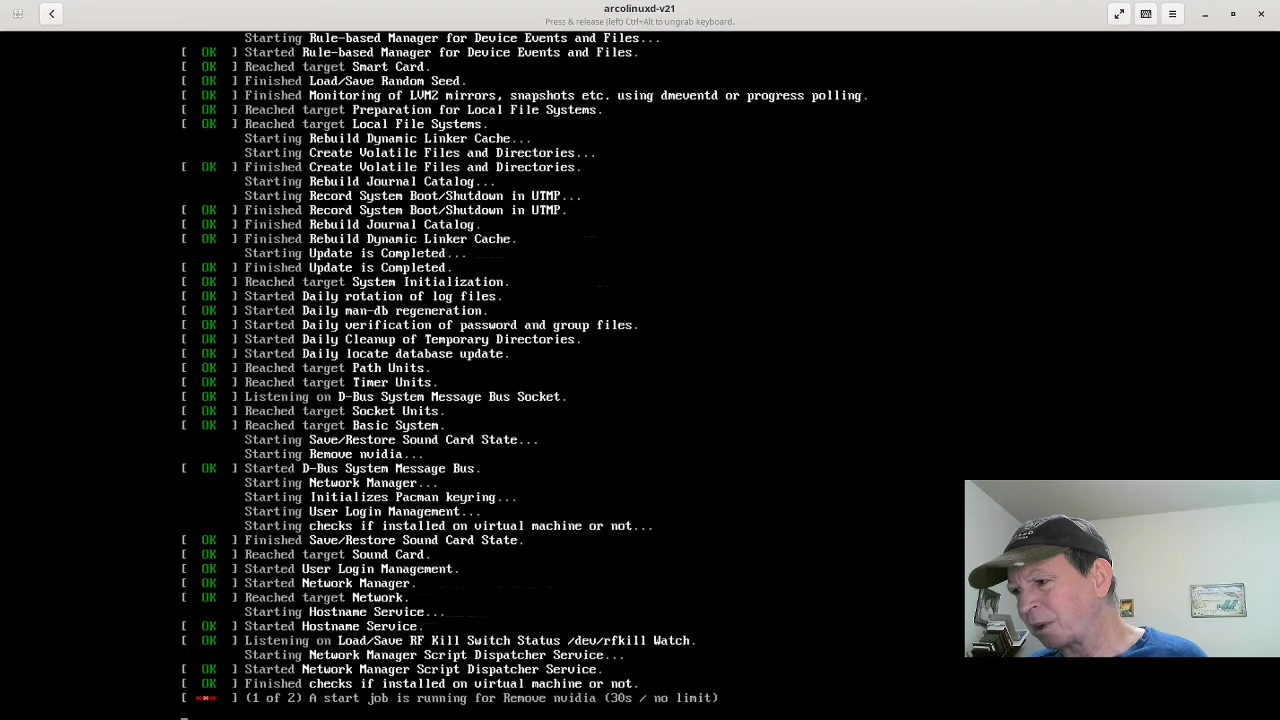 arcolinuxd-v21
Press & release (left) Ctrl+Alt to ungrab keyboard.
Starting Rule-based Manager for Device Events and Files...
[ OK ] Started Rule-based Manager for Device Events and Files.
[ OK ] Reached target Smart Card.
[ OK ] Finished Load/Save Random Seed.
[ OK ] Finished Monitoring of LVM2 mirrors, snapshots etc. using dmeventd or progress polling.
[ OK ] Reached target Preparation for Local File Systems.
[ OK ] Reached target Local File Systems.
Starting Rebuild Dynamic Linker Cache...
Starting Create Volatile Files and Directories...
[ OK ] Finished Create Volatile Files and Directories.
Starting Rebuild Journal Catalog...
Starting Record System Boot/Shutdown in UTMP...
[ OK ] Finished Record System Boot/Shutdown in UTMP.
[ OK ] Finished Rebuild Journal Catalog.
[ OK ] Finished Rebuild Dynamic Linker Cache.
Starting Update is Completed...
[ OK ] Finished Update is Completed.
[ OK ] Reached target System Initialization.
[ OK ] Started Daily rotation of log files.
[ OK ] Started Daily man-db regeneration.
[ OK ] Started Daily verification of password and group files.
[ OK ] Started Daily Cleanup of Temporary Directories.
[ OK ] Started Daily locate database update.
[ OK ] Reached target Path Units.
[ OK ] Reached target Timer Units.
[ OK ] Listening on D-Bus System Message Bus Socket.
[ OK ] Reached target Socket Units.
[ OK ] Reached target Basic System.
Starting Save/Restore Sound Card State...
Starting Remove nvidia...
[ OK ] Started D-Bus System Message Bus.
Starting Network Manager...
Starting Initializes Pacman keyring...
Starting User Login Management...
Starting checks if installed on virtual machine or not...
[ OK ] Finished Save/Restore Sound Card State.
[ OK ] Reached target Sound Card.
[ OK ] Started User Login Management.
[ OK ] Started Network Manager.
[ OK ] Reached target Network.
Starting Hostname Service...
[ OK ] Started Hostname Service.
[ OK ] Listening on Load/Save RF Kill Switch Status /dev/rfkill Watch.
Starting Network Manager Script Dispatcher Service...
[ OK ] Started Network Manager Script Dispatcher Service.
[ OK ] Finished checks if installed on virtual machine or not.
[ *** ] (1 of 2) A start job is running for Remove nvidia (30s / no limit)